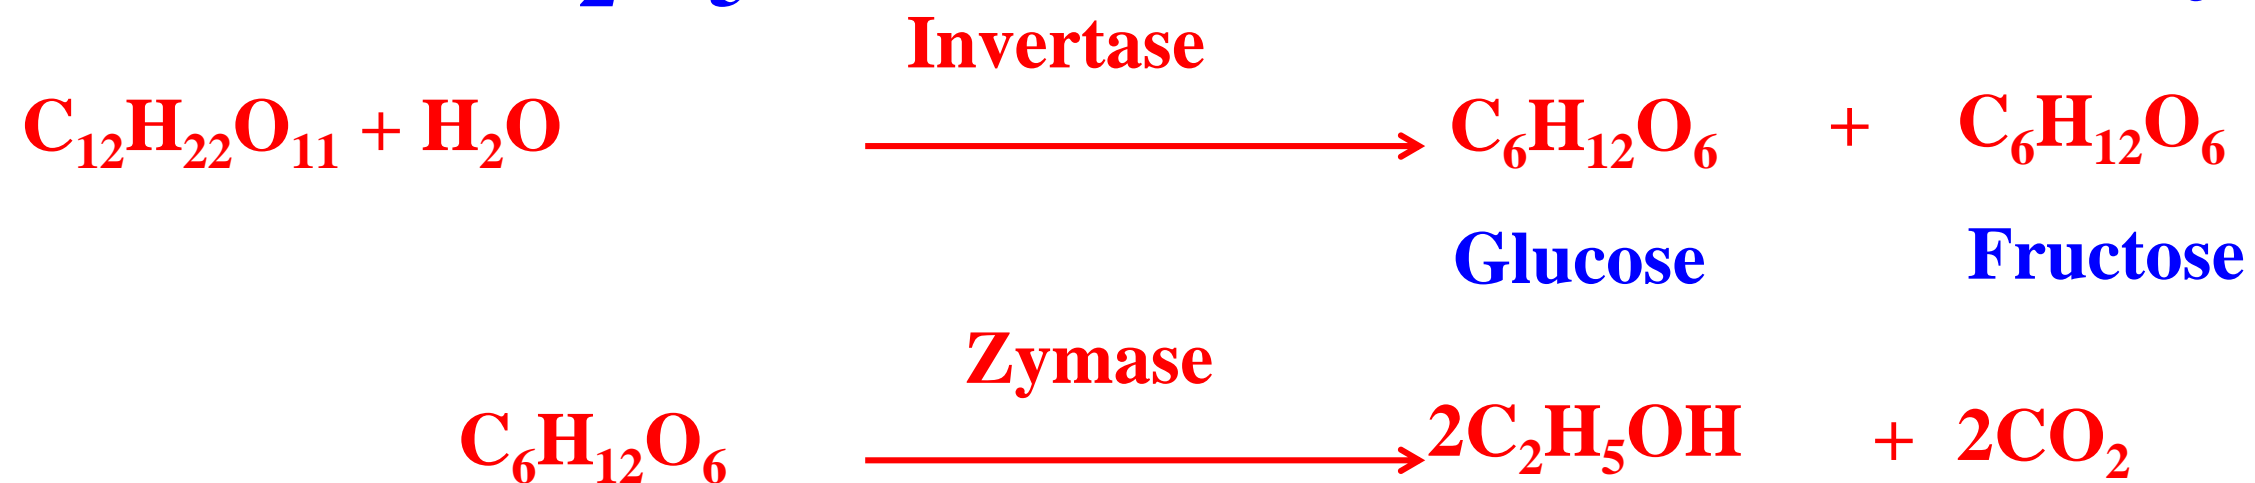 Invertase
C₁₂H₂₂O₁₁ + H₂O → C₆H₁₂O₆ + C₆H₁₂O₆
Glucose Fructose
Zymase
C₆H₁₂O₆ → 2C₂H₅OH + 2CO₂